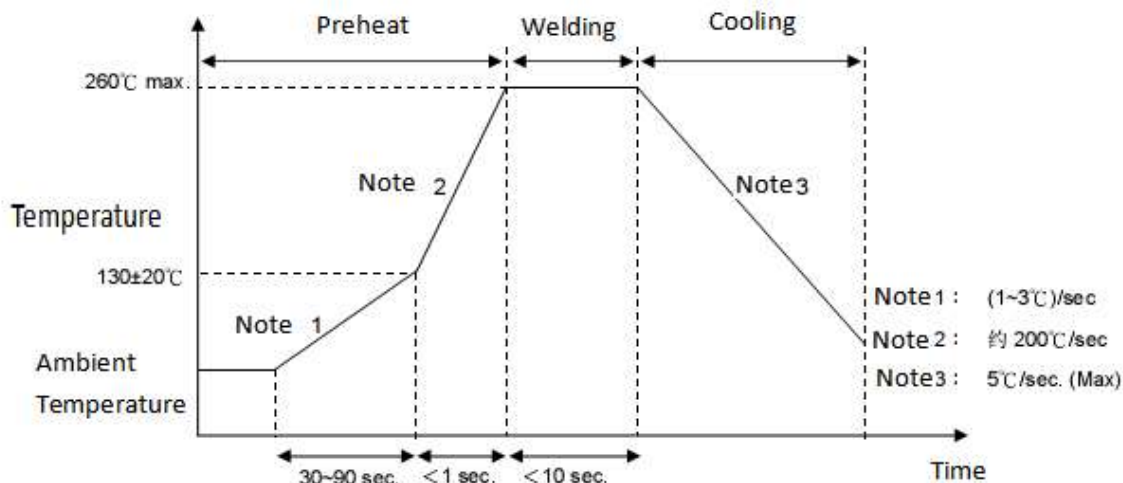 Preheat
Welding
Cooling
260℃ max.
Note 2
Note3
Temperature
130±20℃
Note 1
Note1： (1~3℃)/sec
Note2： 约 200℃/sec
Note3： 5℃/sec. (Max)
Ambient
Temperature
30~90 sec.
＜1 sec.
＜10 sec.
Time